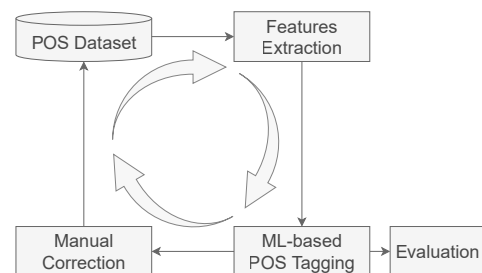 POS Dataset
Features
Extraction
Manual
Correction
ML-based
POS Tagging
Evaluation